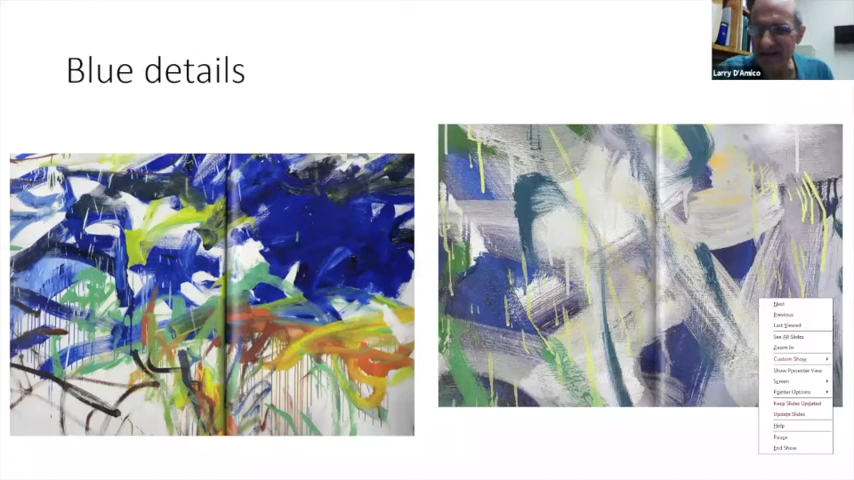 Blue details
Larry D'Amico
Next
Previous
Last Viewed
See All Slides
Zoom In
Custom Show
Show Presenter View
Screen
Pointer Options
Keep Slides Updated
Update Slides
Help
Pause
End Show